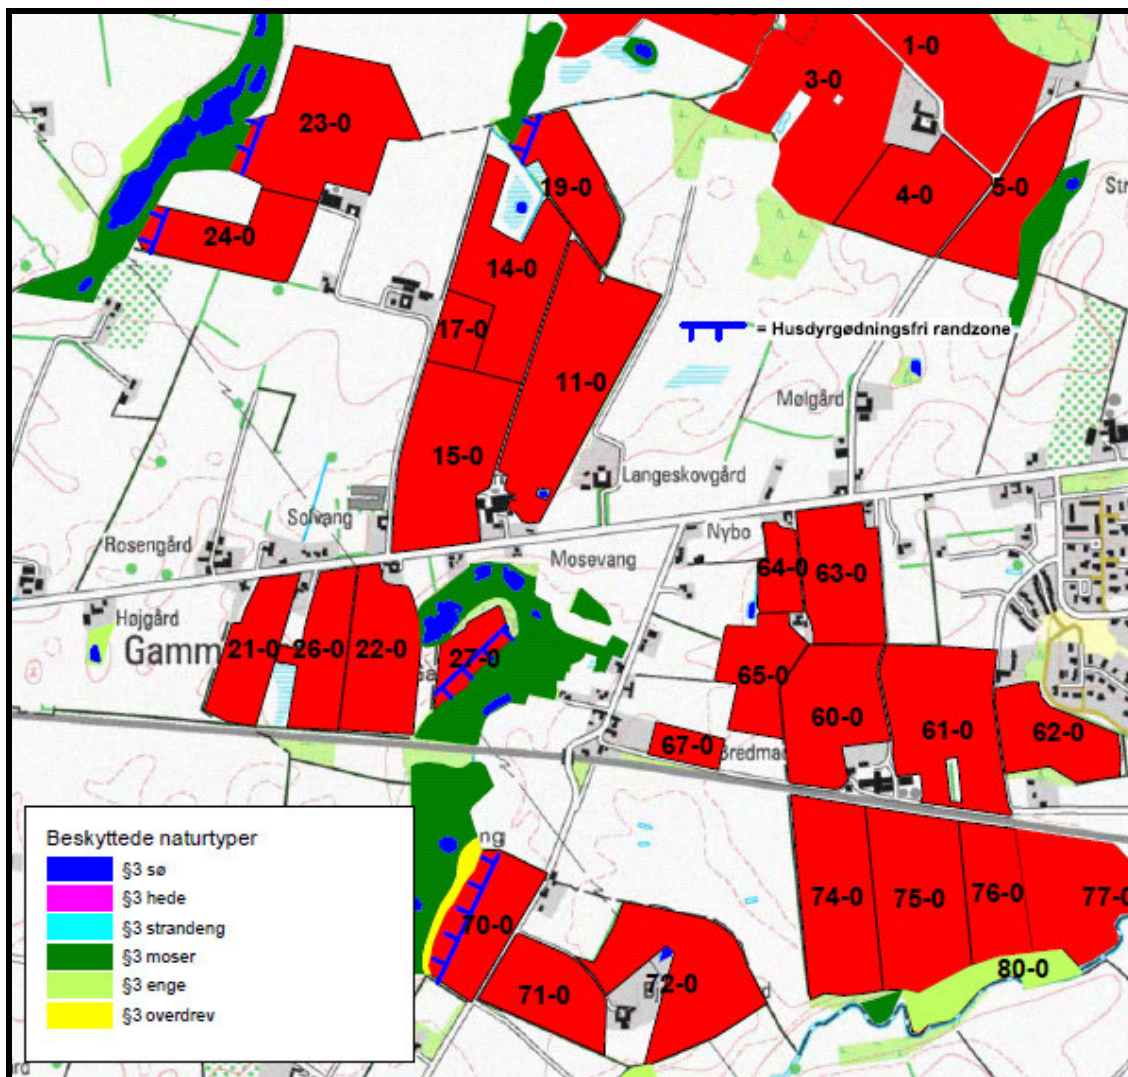 1-0
3-0
23-0
19-0
4-0
5-0
Str
24-0
14-0
17-0
= Husdyrgødningsfri randzone
11-0
Mølgård
15-0
Langeskovgård
Solvang
Nybo
Rosengård
Mosevang
64-0
63-0
Højgård
Gamm
21-0
26-0
22-0
27-0
65-0
60-0
61-0
62-0
67-0
Bredma
Beskyttede naturtyper
§3 sø
§3 hede
§3 strandeng
§3 moser
§3 enge
§3 overdrev
ng
70-0
74-0
75-0
76-0
77-0
80-0
71-0
72-0